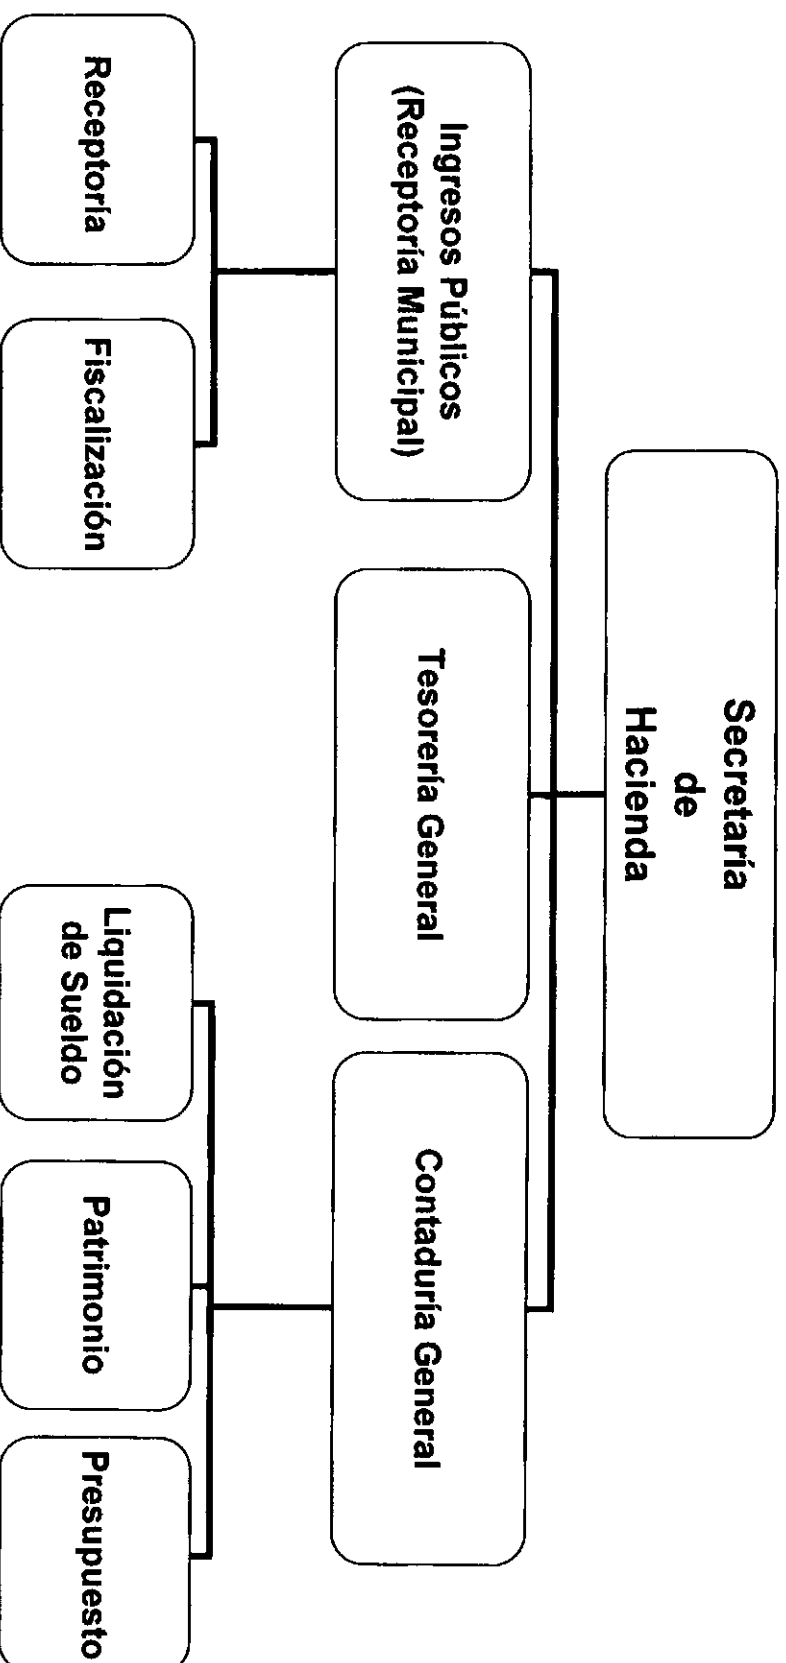 Secretaría
de
Hacienda
Ingresos Públicos
(Receptoría Municipal)
Tesorería General
Contaduría General
Receptoría
Fiscalización
Liquidación
de Sueldo
Patrimonio
Presupuesto